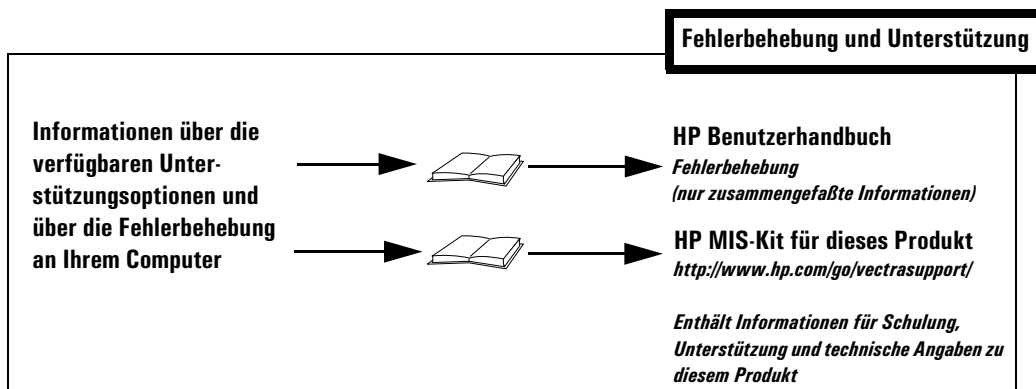 Fehlerbehebung und Unterstützung
Informationen über die
verfügbaren Unter-
stützungsoptionen und
über die Fehlerbehebung
an Ihrem Computer
HP Benutzerhandbuch
Fehlerbehebung
(nur zusammengefaßte Informationen)
HP MIS-Kit für dieses Produkt
http://www.hp.com/go/vectrasupport/
Enthält Informationen für Schulung,
Unterstützung und technische Angaben zu
diesem Produkt